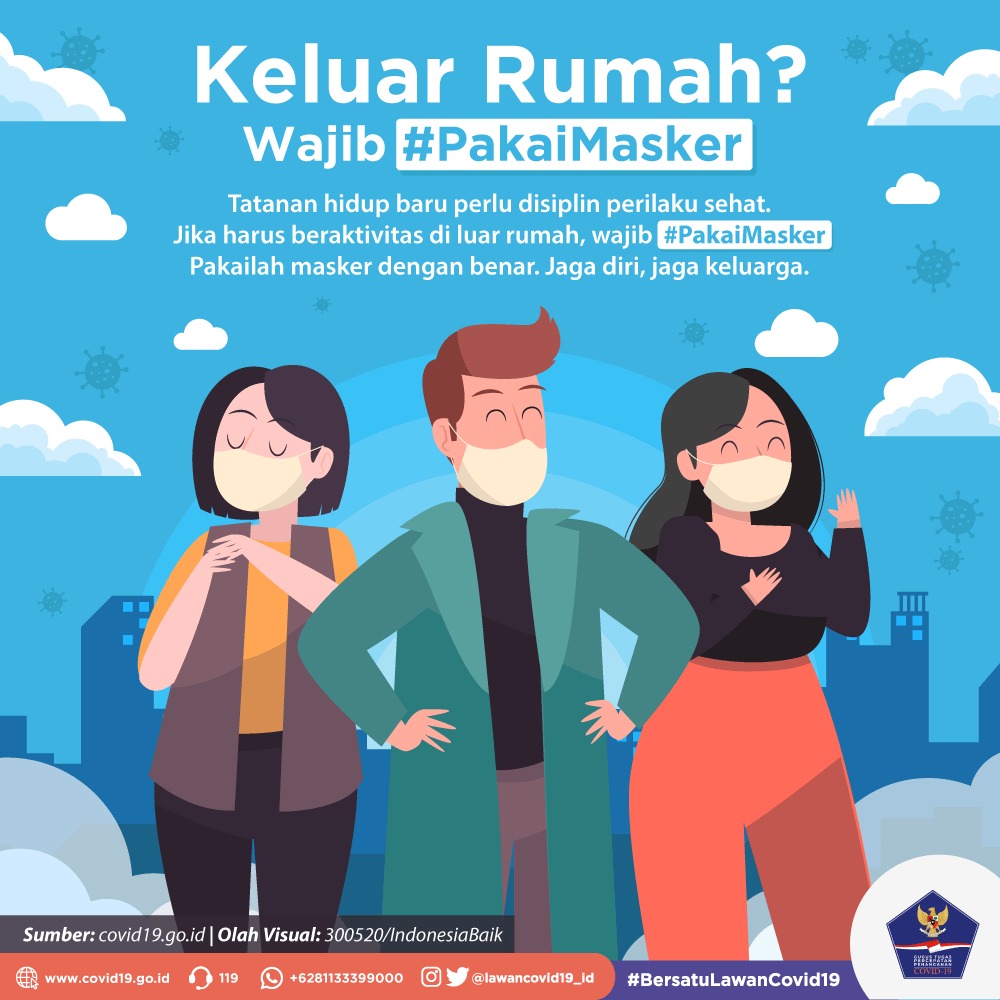 Keluar Rumah?
Wajib #PakaiMasker
Tatanan hidup baru perlu disiplin perilaku sehat.
Jika harus beraktivitas di luar rumah, wajib #PakaiMasker
Pakailah masker dengan benar. Jaga diri, jaga keluarga.
Sumber: covid19.go.id | Olah Visual: 300520/IndonesiaBaik
www.covid19.go.id 119 +6281133399000 @lawancovid19_id #BersatuLawanCovid19
GUGUS TUGAS
PERCEPATAN
PENANGANAN
COVID-19